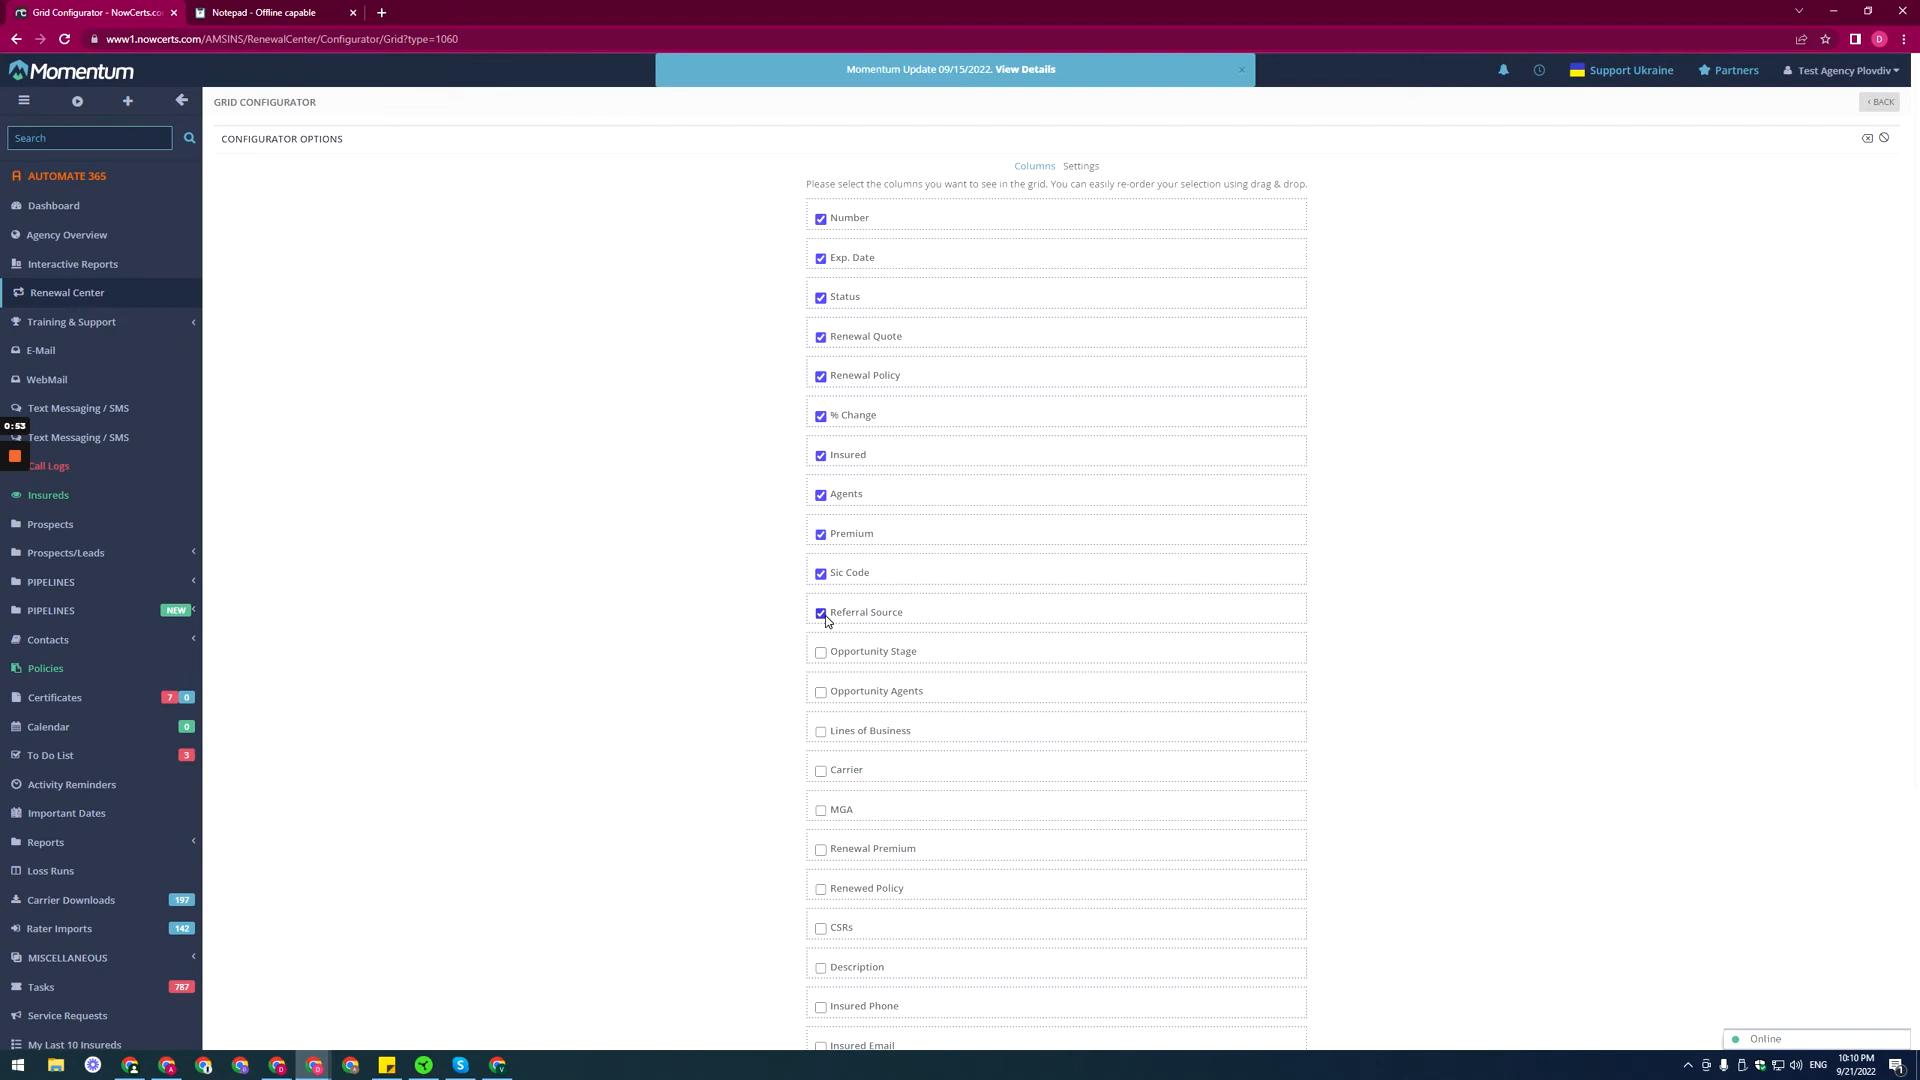 Grid Configurator - NowCerts.co
Notepad - Offline capable
www1.nowcerts.com/AMSINS/RenewalCenter/Configurator/Grid?type=1060
D
Momentum
Momentum Update 09/15/2022. View Details
Support Ukraine
Partners
Test Agency Plovdiv
GRID CONFIGURATOR
‹ BACK
Search
CONFIGURATOR OPTIONS
Columns Settings
Please select the columns you want to see in the grid. You can easily re-order your selection using drag & drop.
AUTOMATE 365
Dashboard
Agency Overview
Interactive Reports
Renewal Center
Training & Support
E-Mail
WebMail
Text Messaging / SMS
0:53
Text Messaging / SMS
Call Logs
Insureds
Prospects
Prospects/Leads
PIPELINES
PIPELINES NEW
Contacts
Policies
Certificates 7 0
Calendar 0
To Do List 3
Activity Reminders
Important Dates
Reports
Loss Runs
Carrier Downloads 197
Rater Imports 142
MISCELLANEOUS
Tasks 787
Service Requests
My Last 10 Insureds
Number
Exp. Date
Status
Renewal Quote
Renewal Policy
% Change
Insured
Agents
Premium
Sic Code
Referral Source
Opportunity Stage
Opportunity Agents
Lines of Business
Carrier
MGA
Renewal Premium
Renewed Policy
CSRs
Description
Insured Phone
Insured Email
Online
ENG
10:10 PM
9/21/2022